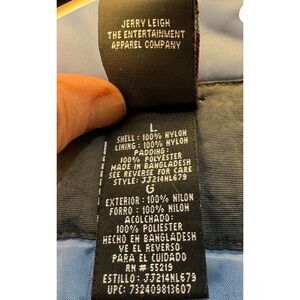 JERRY LEIGH
THE ENTERTAINMENT
APPAREL COMPANY
L
SHELL: 100% NYLON
LINING: 100% NYLON
PADDING:
100% POLYESTER
MADE IN BANGLADESH
SEE REVERSE FOR CARE
STYLE: JJ214NL679
G
EXTERIOR: 100% NILON
FORRO: 100% NILON
ACOLCHADO:
100% POLIESTER
HECHO EN BANGLADESH
VE EL REVERSO
PARA EL CUIDADO
RN # 55219
ESTILLO: JJ214NL679
UPC: 732409813607